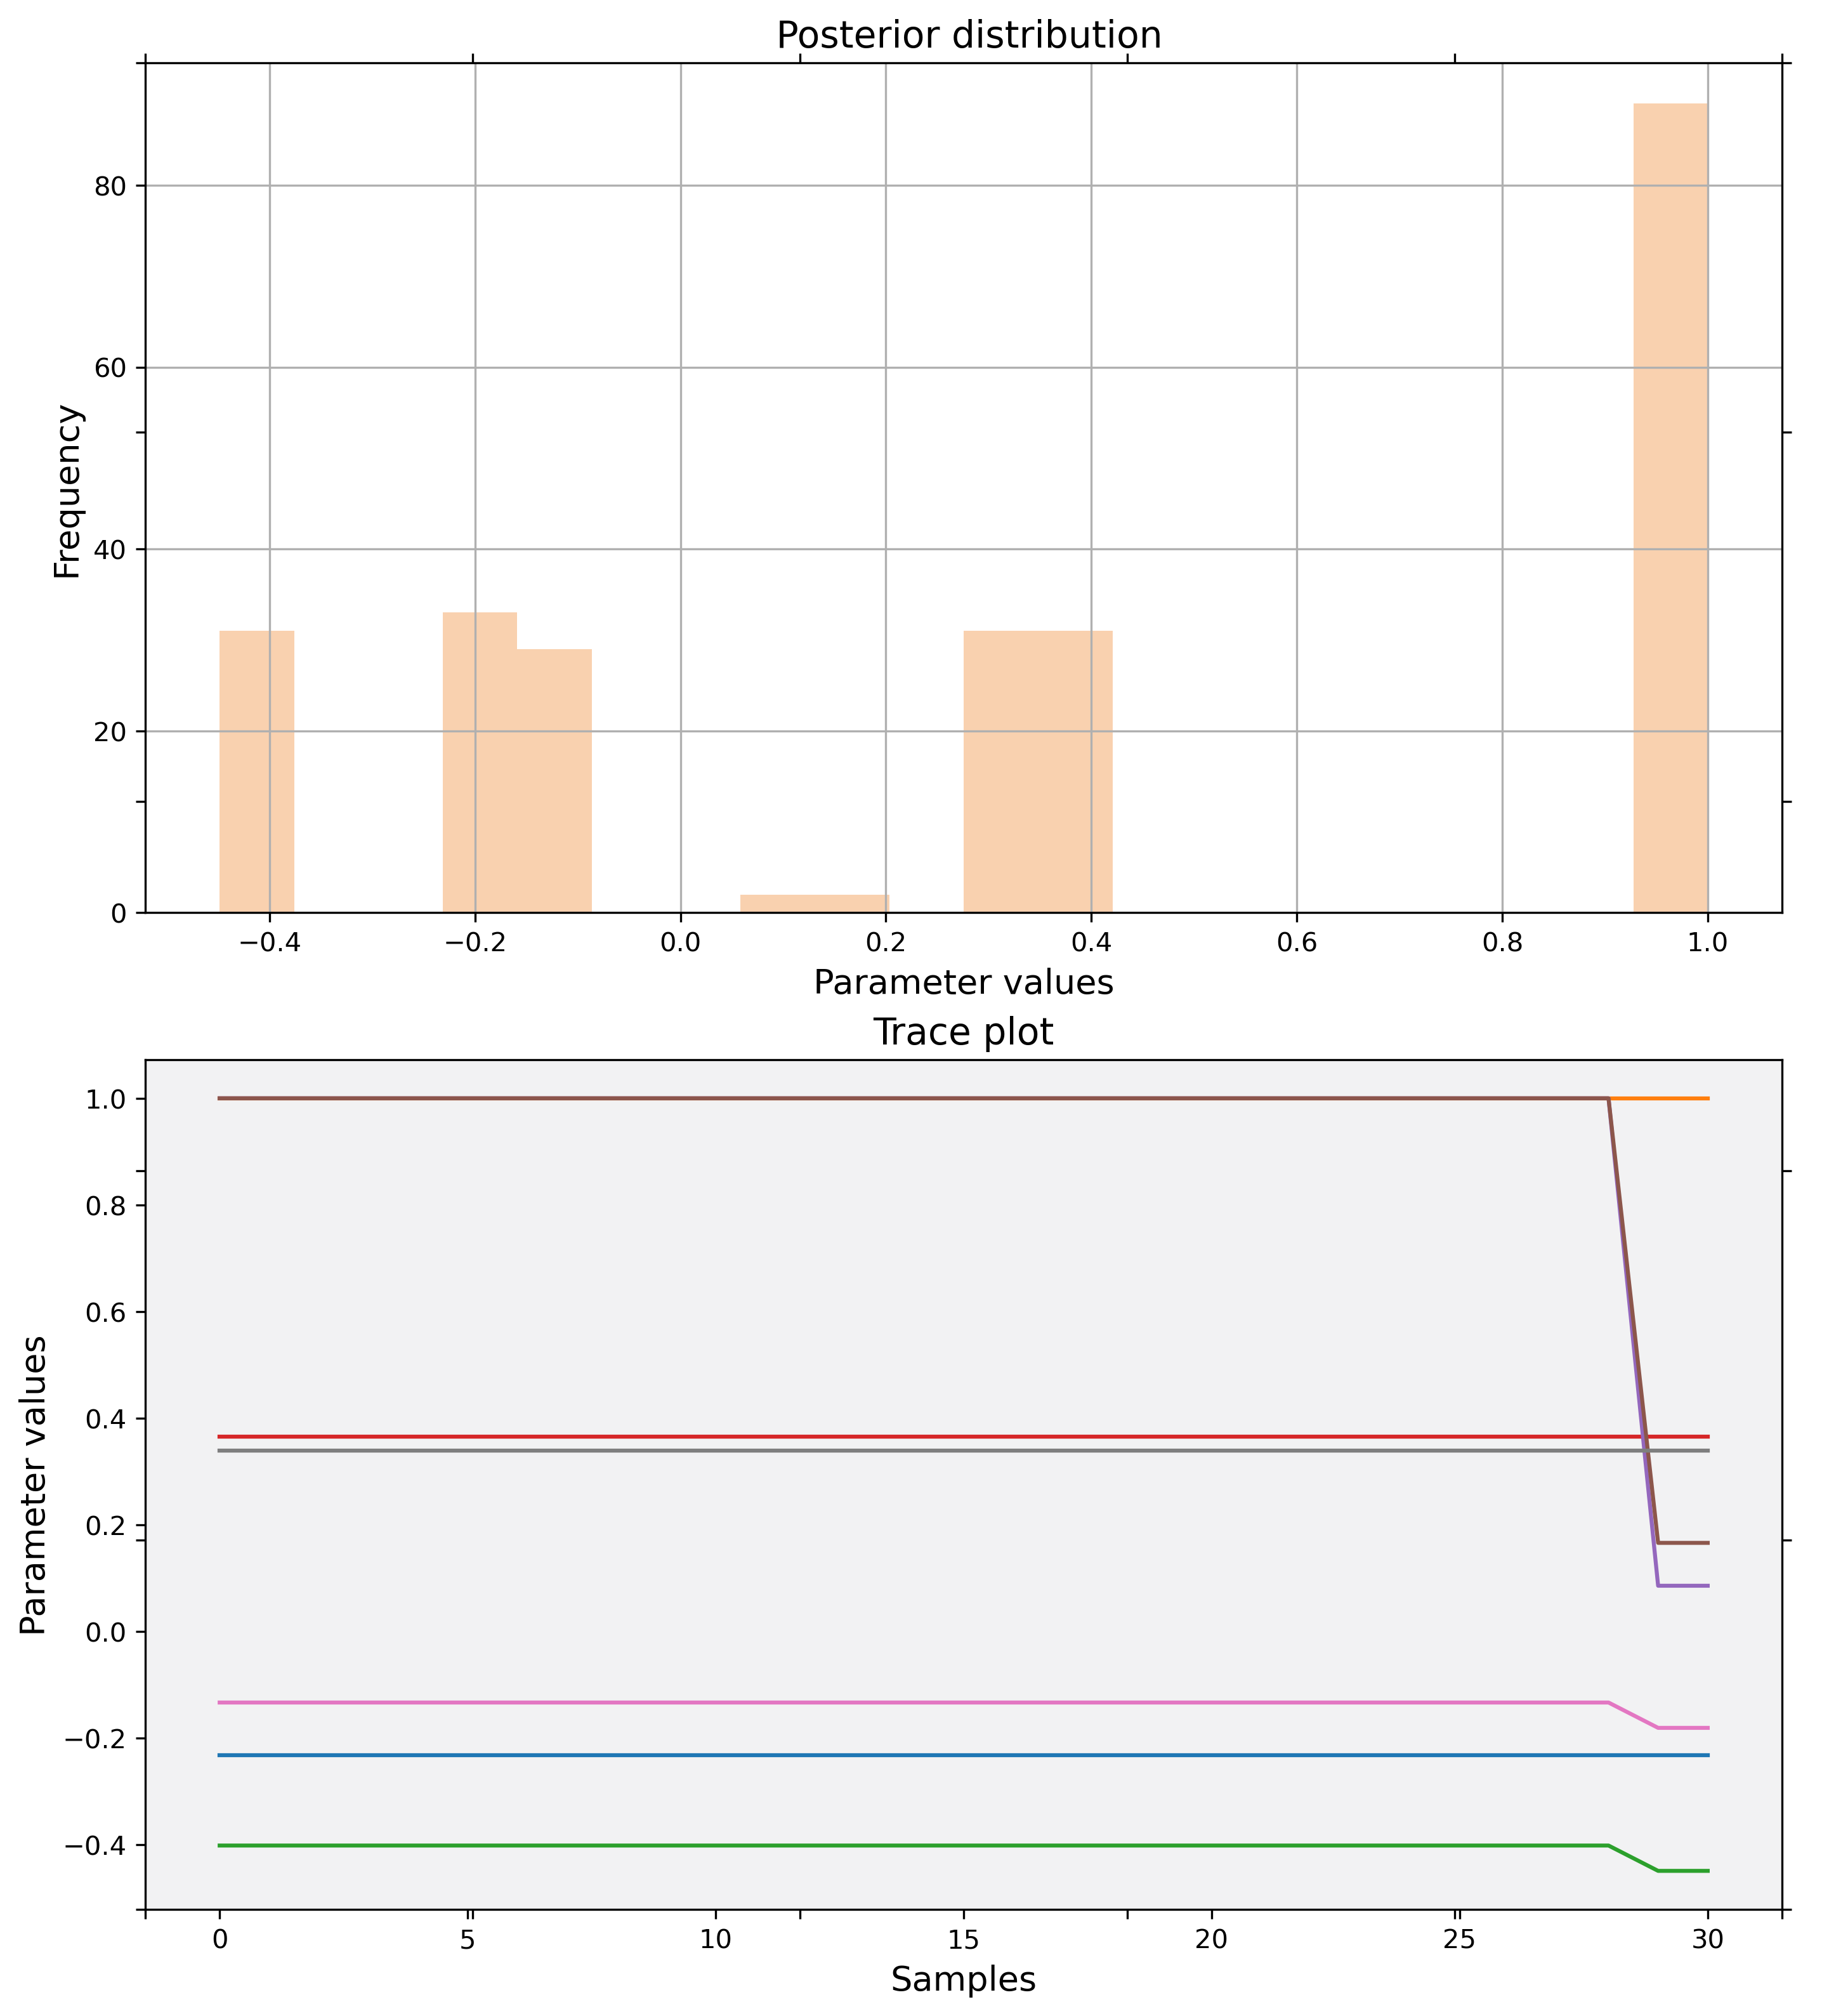 Posterior distribution
80
60
40
20
0
Frequency
−0.4 −0.2 0.0 0.2 0.4 0.6 0.8 1.0
Parameter values
Trace plot
1.0
0.8
0.6
0.4
0.2
0.0
−0.2
−0.4
Parameter values
0 5 10 15 20 25 30
Samples